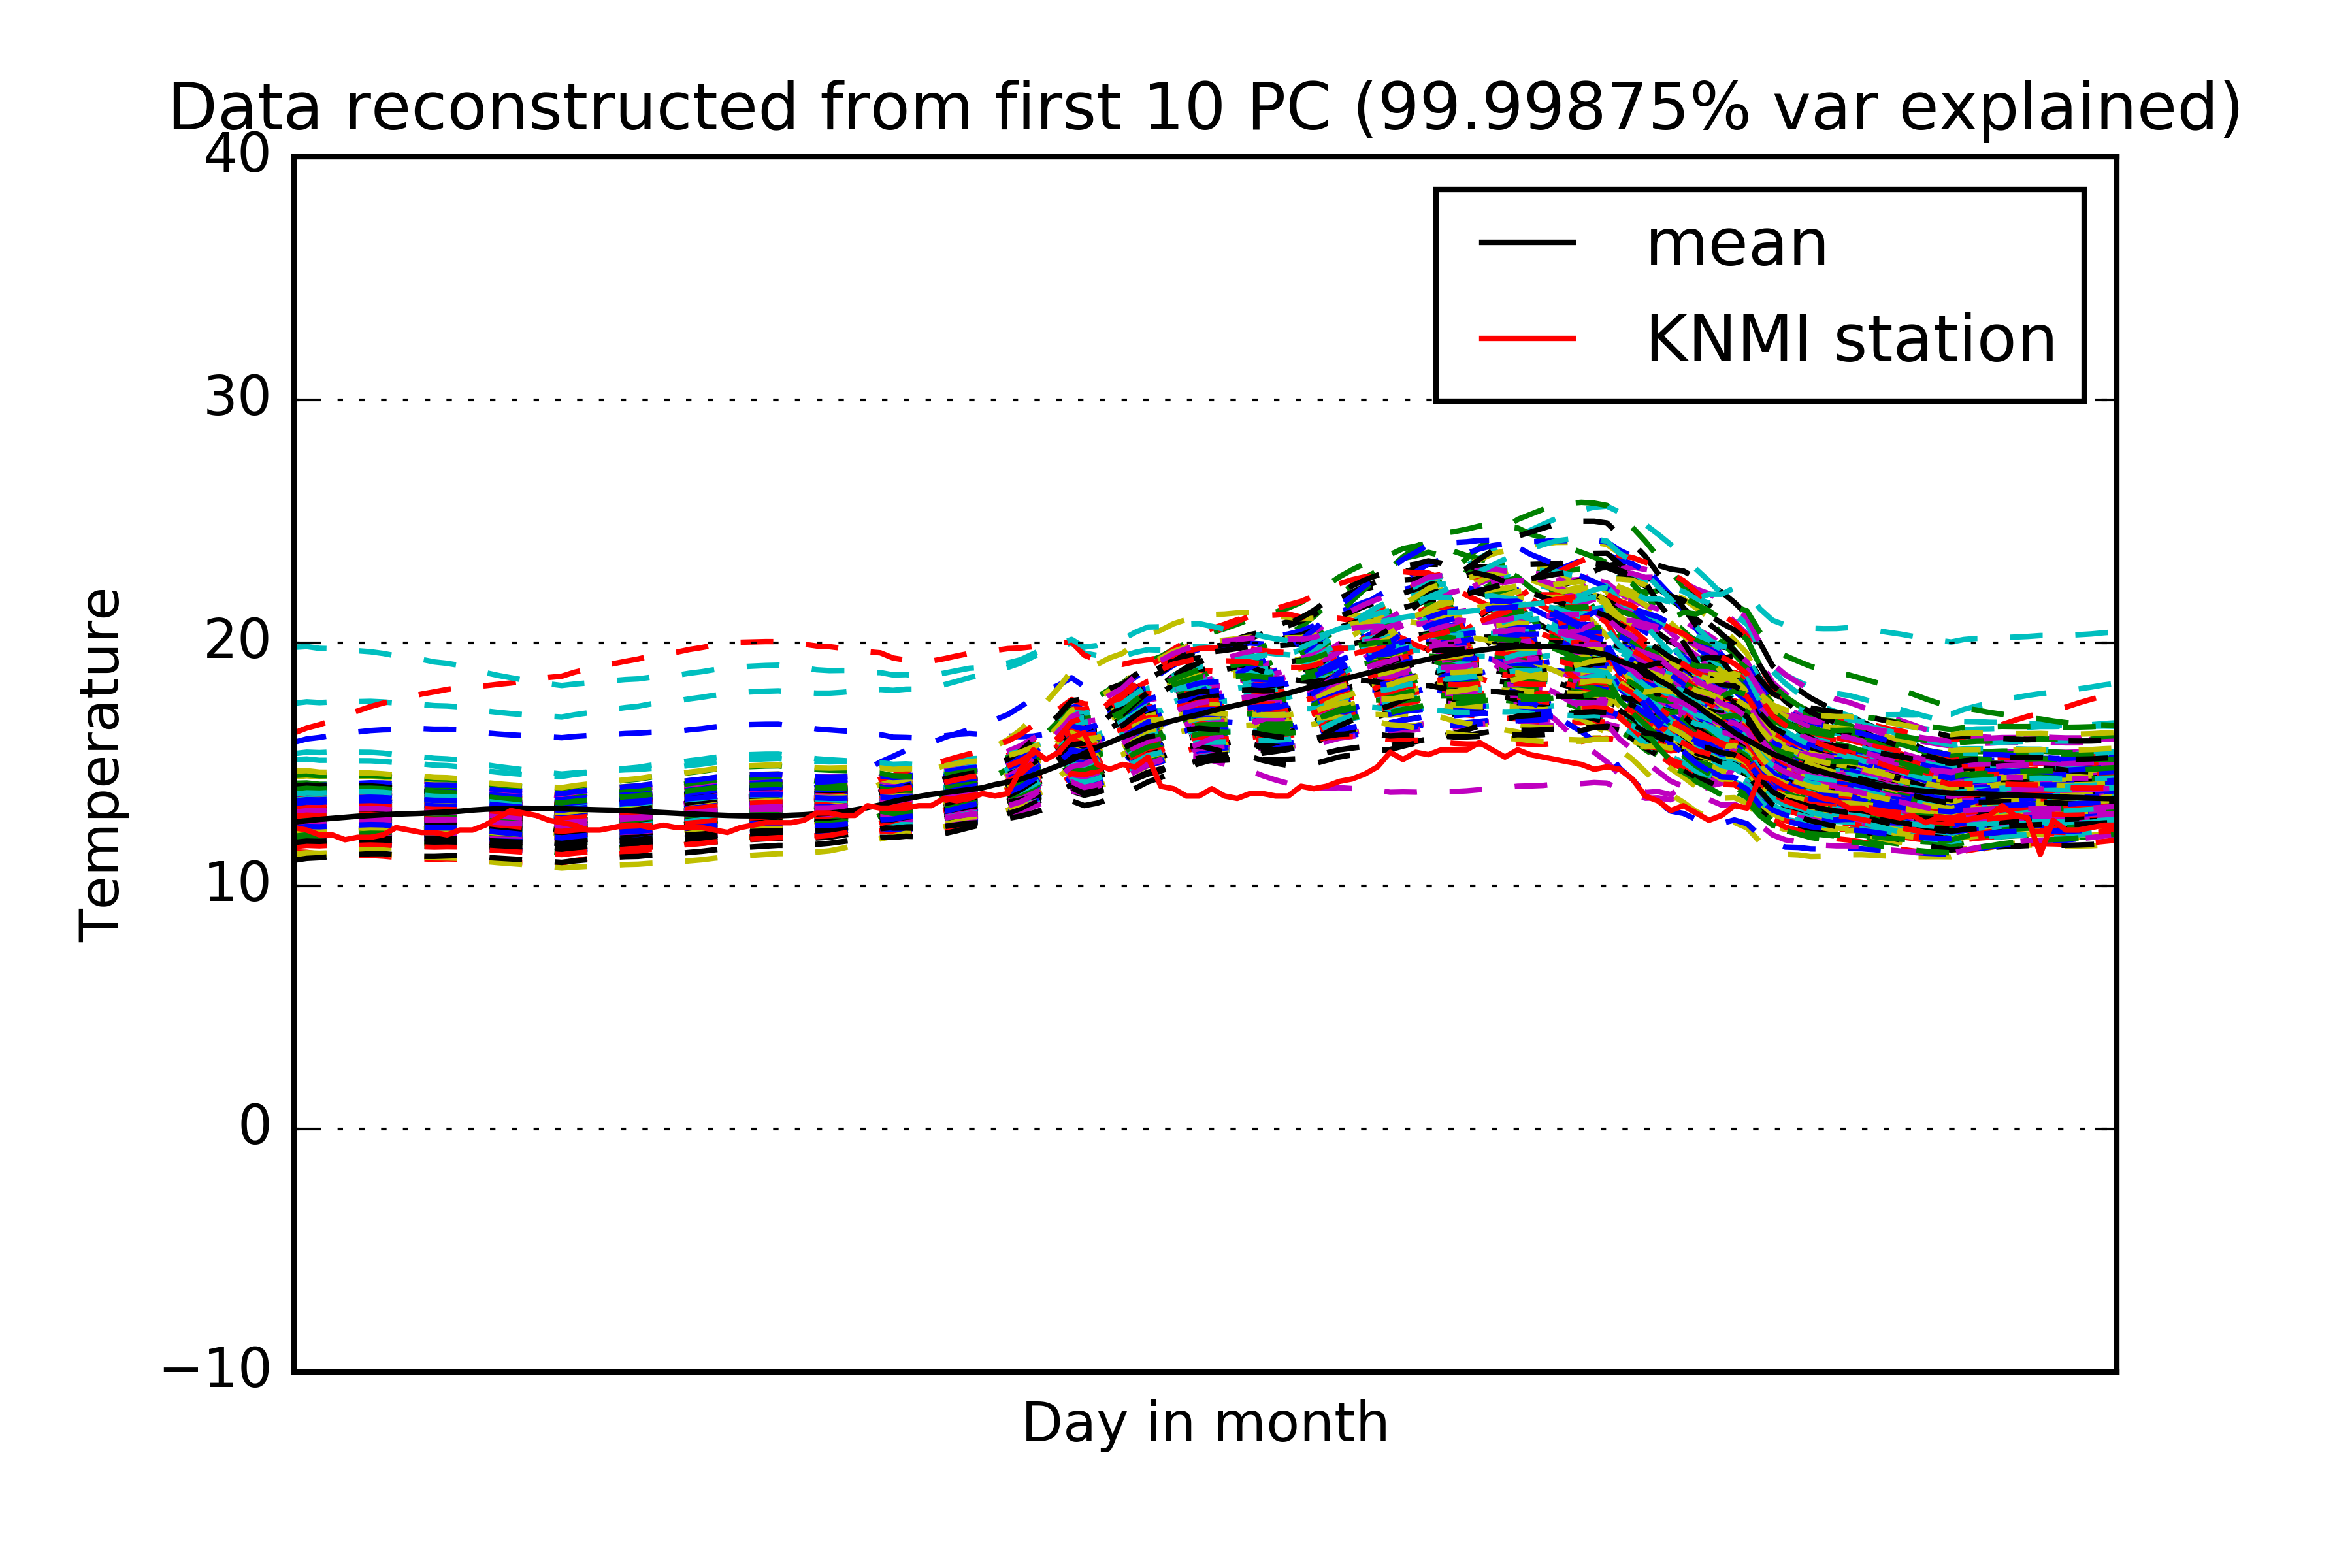 Data reconstructed from first 10 PC (99.99875% var explained)
40
mean
KNMI station
30
20
10
0
−10
Temperature
Day in month